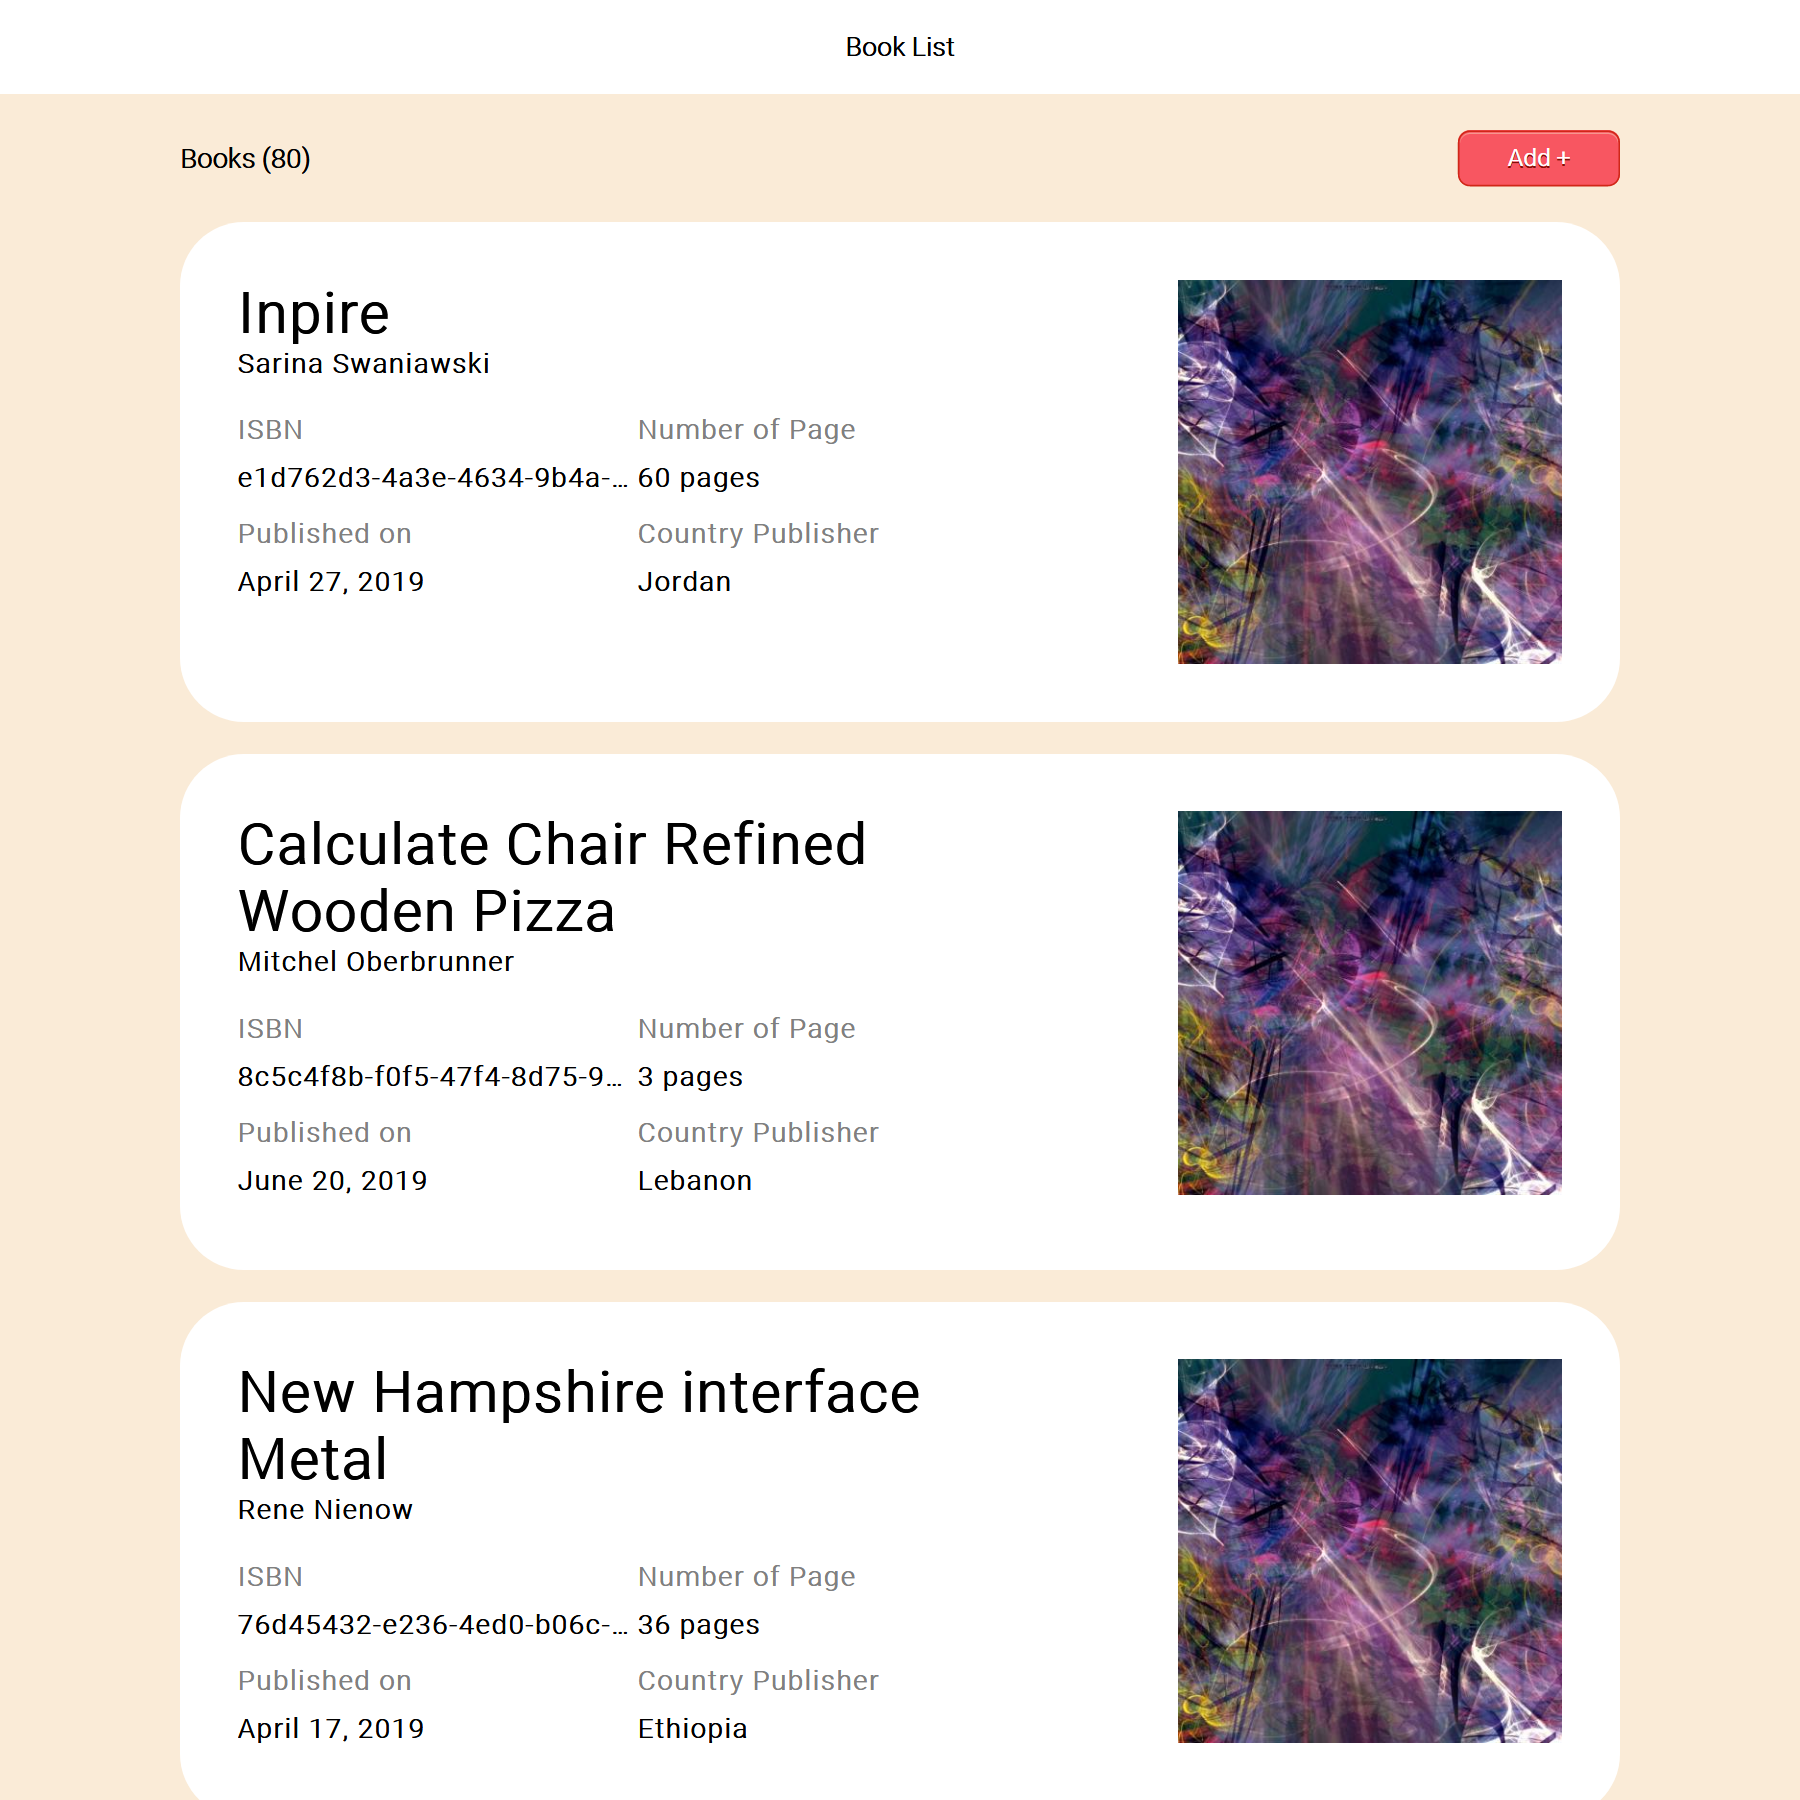 Book List
Books (80)
Add +
Inpire
Sarina Swaniawski
ISBN
Number of Page
e1d762d3-4a3e-4634-9b4a-…
60 pages
Published on
Country Publisher
April 27, 2019
Jordan
Calculate Chair Refined
Wooden Pizza
Mitchel Oberbrunner
ISBN
Number of Page
8c5c4f8b-f0f5-47f4-8d75-9…
3 pages
Published on
Country Publisher
June 20, 2019
Lebanon
New Hampshire interface
Metal
Rene Nienow
ISBN
Number of Page
76d45432-e236-4ed0-b06c-…
36 pages
Published on
Country Publisher
April 17, 2019
Ethiopia